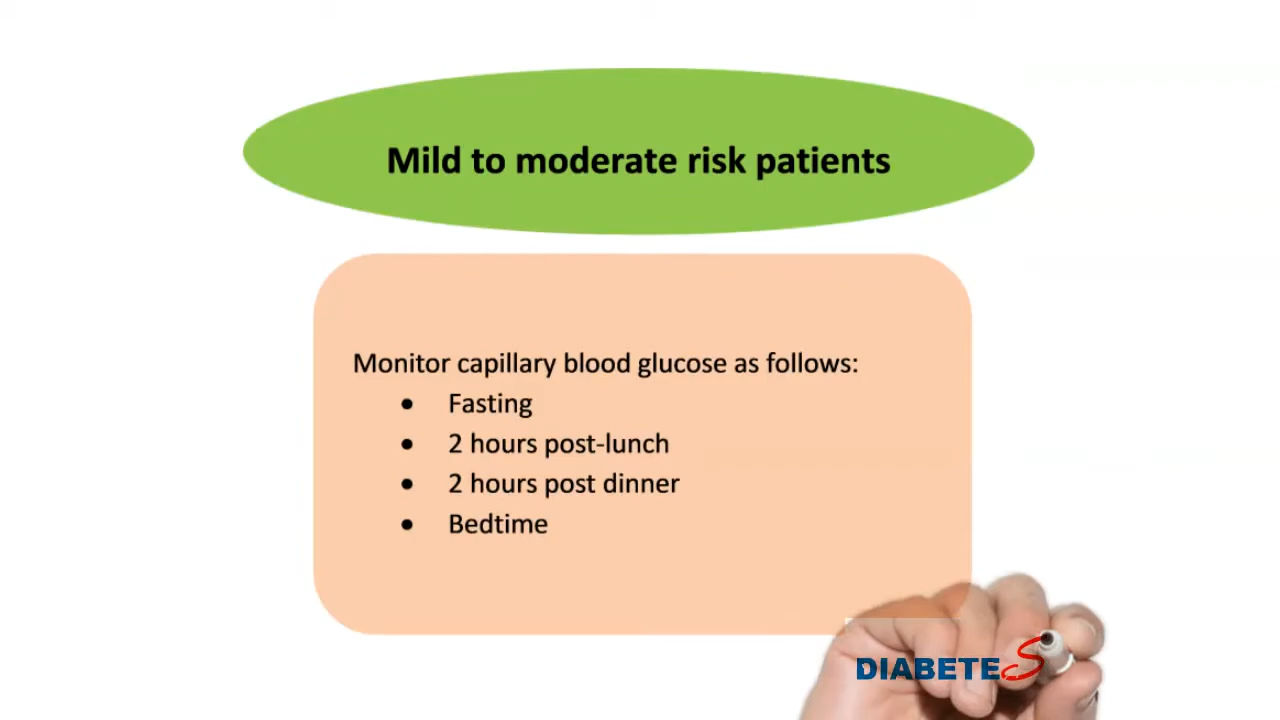 Mild to moderate risk patients
Monitor capillary blood glucose as follows:
• Fasting
• 2 hours post-lunch
• 2 hours post dinner
• Bedtime
DIABETES